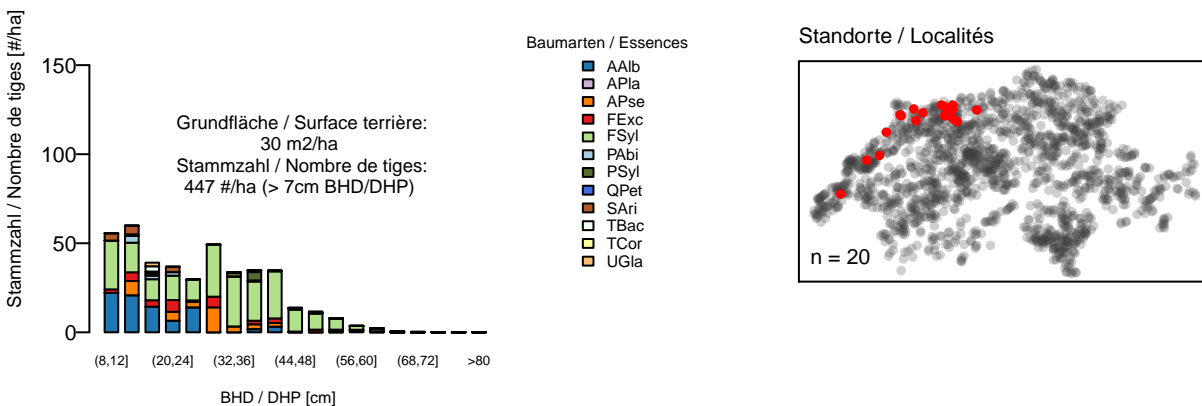 Stammzahl / Nombre de tiges [#/ha]
150
100
50
0
Grundfläche / Surface terrière:
30 m2/ha
Stammzahl / Nombre de tiges:
447 #/ha (> 7cm BHD/DHP)
(8,12]
(20,24]
(32,36]
(44,48]
(56,60]
(68,72]
>80
BHD / DHP [cm]
Baumarten / Essences
AAlb
APla
APse
FExc
FSyl
PAbi
PSyl
QPet
SAri
TBac
TCor
UGla
Standorte / Localités
n = 20